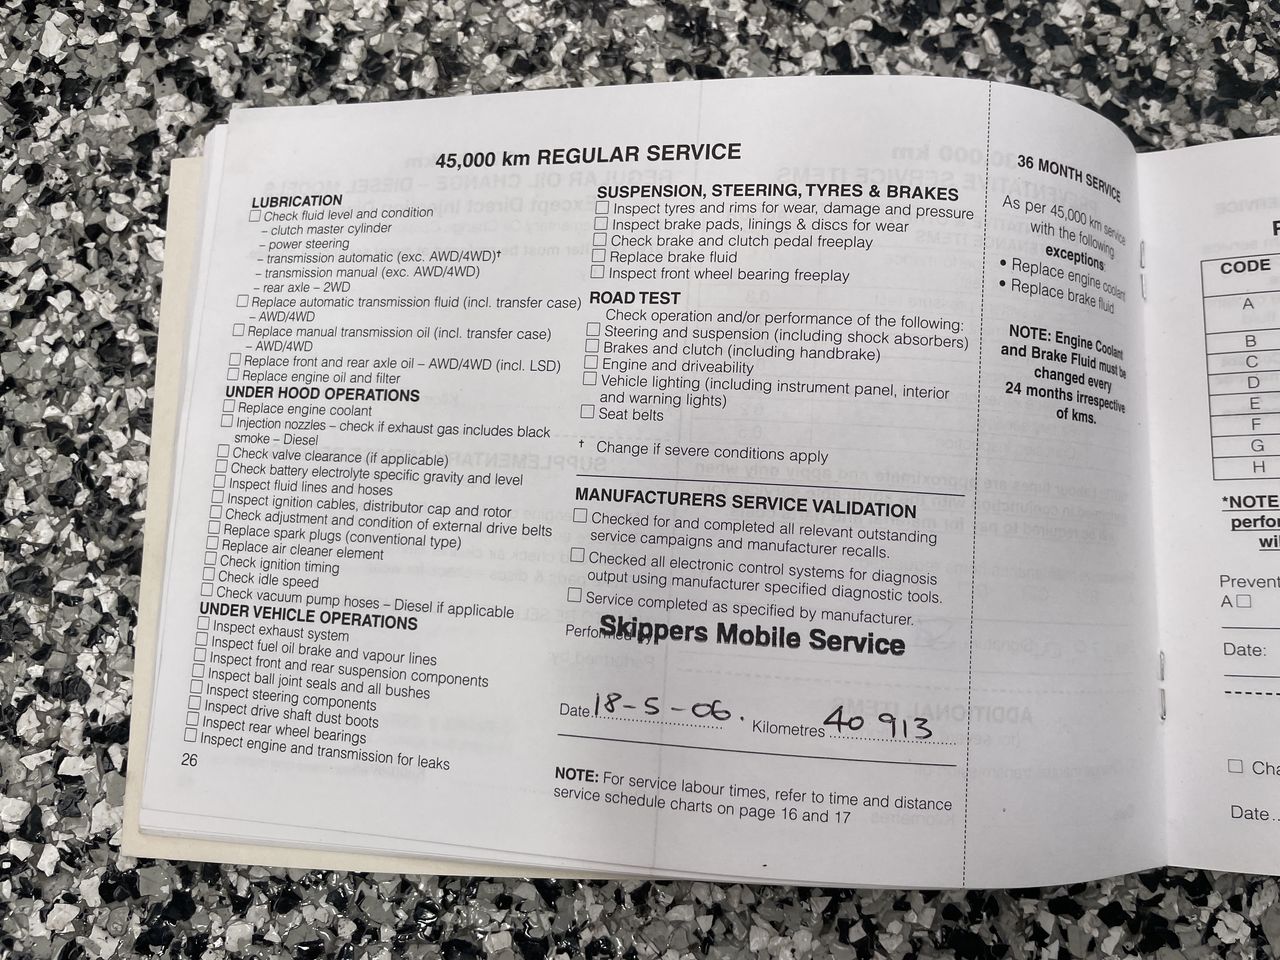 45,000 km REGULAR SERVICE
LUBRICATION
☐ Check fluid level and condition
– clutch master cylinder
– power steering
– transmission automatic (exc. AWD/4WD)†
– transmission manual (exc. AWD/4WD)
– rear axle – 2WD
☐ Replace automatic transmission fluid (incl. transfer case)
– AWD/4WD
☐ Replace manual transmission oil (incl. transfer case)
– AWD/4WD
☐ Replace front and rear axle oil – AWD/4WD (incl. LSD)
☐ Replace engine oil and filter
UNDER HOOD OPERATIONS
☐ Replace engine coolant
☐ Injection nozzles – check if exhaust gas includes black
smoke – Diesel
☐ Check valve clearance (if applicable)
☐ Check battery electrolyte specific gravity and level
☐ Inspect fluid lines and hoses
☐ Inspect ignition cables, distributor cap and rotor
☐ Check adjustment and condition of external drive belts
☐ Replace spark plugs (conventional type)
☐ Replace air cleaner element
☐ Check ignition timing
☐ Check idle speed
☐ Check vacuum pump hoses – Diesel if applicable
UNDER VEHICLE OPERATIONS
☐ Inspect exhaust system
☐ Inspect fuel oil brake and vapour lines
☐ Inspect front and rear suspension components
☐ Inspect ball joint seals and all bushes
☐ Inspect steering components
☐ Inspect drive shaft dust boots
☐ Inspect rear wheel bearings
☐ Inspect engine and transmission for leaks
26
SUSPENSION, STEERING, TYRES & BRAKES
☐ Inspect tyres and rims for wear, damage and pressure
☐ Inspect brake pads, linings & discs for wear
☐ Check brake and clutch pedal freeplay
☐ Replace brake fluid
☐ Inspect front wheel bearing freeplay
ROAD TEST
Check operation and/or performance of the following:
☐ Steering and suspension (including shock absorbers)
☐ Brakes and clutch (including handbrake)
☐ Engine and driveability
☐ Vehicle lighting (including instrument panel, interior
and warning lights)
☐ Seat belts
† Change if severe conditions apply
MANUFACTURERS SERVICE VALIDATION
☐ Checked for and completed all relevant outstanding
service campaigns and manufacturer recalls.
☐ Checked all electronic control systems for diagnosis
output using manufacturer specified diagnostic tools.
☐ Service completed as specified by manufacturer.
Performed by
Skippers Mobile Service
Date 18-5-06. Kilometres 40 913
NOTE: For service labour times, refer to time and distance
service schedule charts on page 16 and 17
36 MONTH SERVICE
As per 45,000 km service
with the following
exceptions
• Replace engine coolant
• Replace brake fluid
NOTE: Engine Coolant
and Brake Fluid must be
changed every
24 months irrespective
of kms.
CODE
A
B
C
D
E
F
G
H
*NOTE
A ☐
Date:
☐
Date..